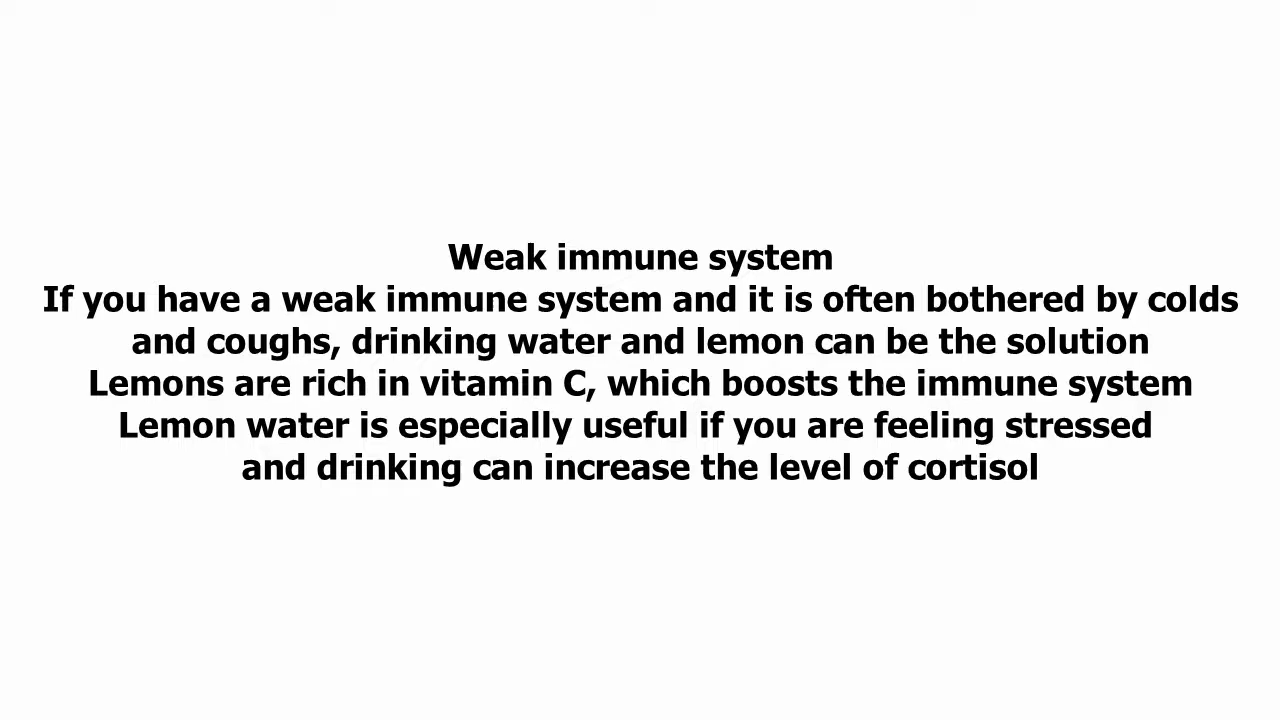 Weak immune system
If you have a weak immune system and it is often bothered by colds
and coughs, drinking water and lemon can be the solution
Lemons are rich in vitamin C, which boosts the immune system
Lemon water is especially useful if you are feeling stressed
and drinking can increase the level of cortisol